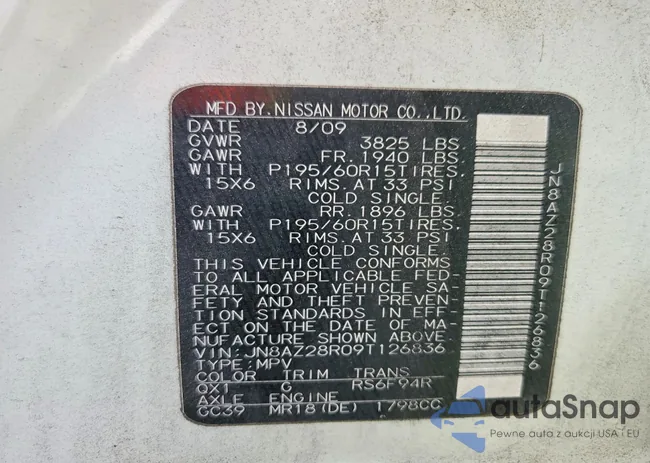 MFD BY.NISSAN MOTOR CO.,LTD.
DATE 8/09
GVWR 3825 LBS.
GAWR FR. 1940 LBS.
WITH P195/60R15TIRES.
15X6 RIMS.AT 33 PSI
COLD SINGLE.
GAWR RR. 1896 LBS.
WITH P195/60R15TIRES.
15X6 RIMS.AT 33 PSI
COLD SINGLE.
THIS VEHICLE CONFORMS
TO ALL APPLICABLE FED-
ERAL MOTOR VEHICLE SA-
FETY AND THEFT PREVEN-
TION STANDARDS IN EFF-
ECT ON THE DATE OF MA-
NUFACTURE SHOWN ABOVE.
VIN:JN8AZ28R09T126836
TYPE:MPV
COLOR TRIM TRANS
QX1 G RS6F94R
AXLE ENGINE
GC39 MR18(DE) 1798CC
JN8AZ28R09T126836
autaSnap
Pewne auta z aukcji USA i EU